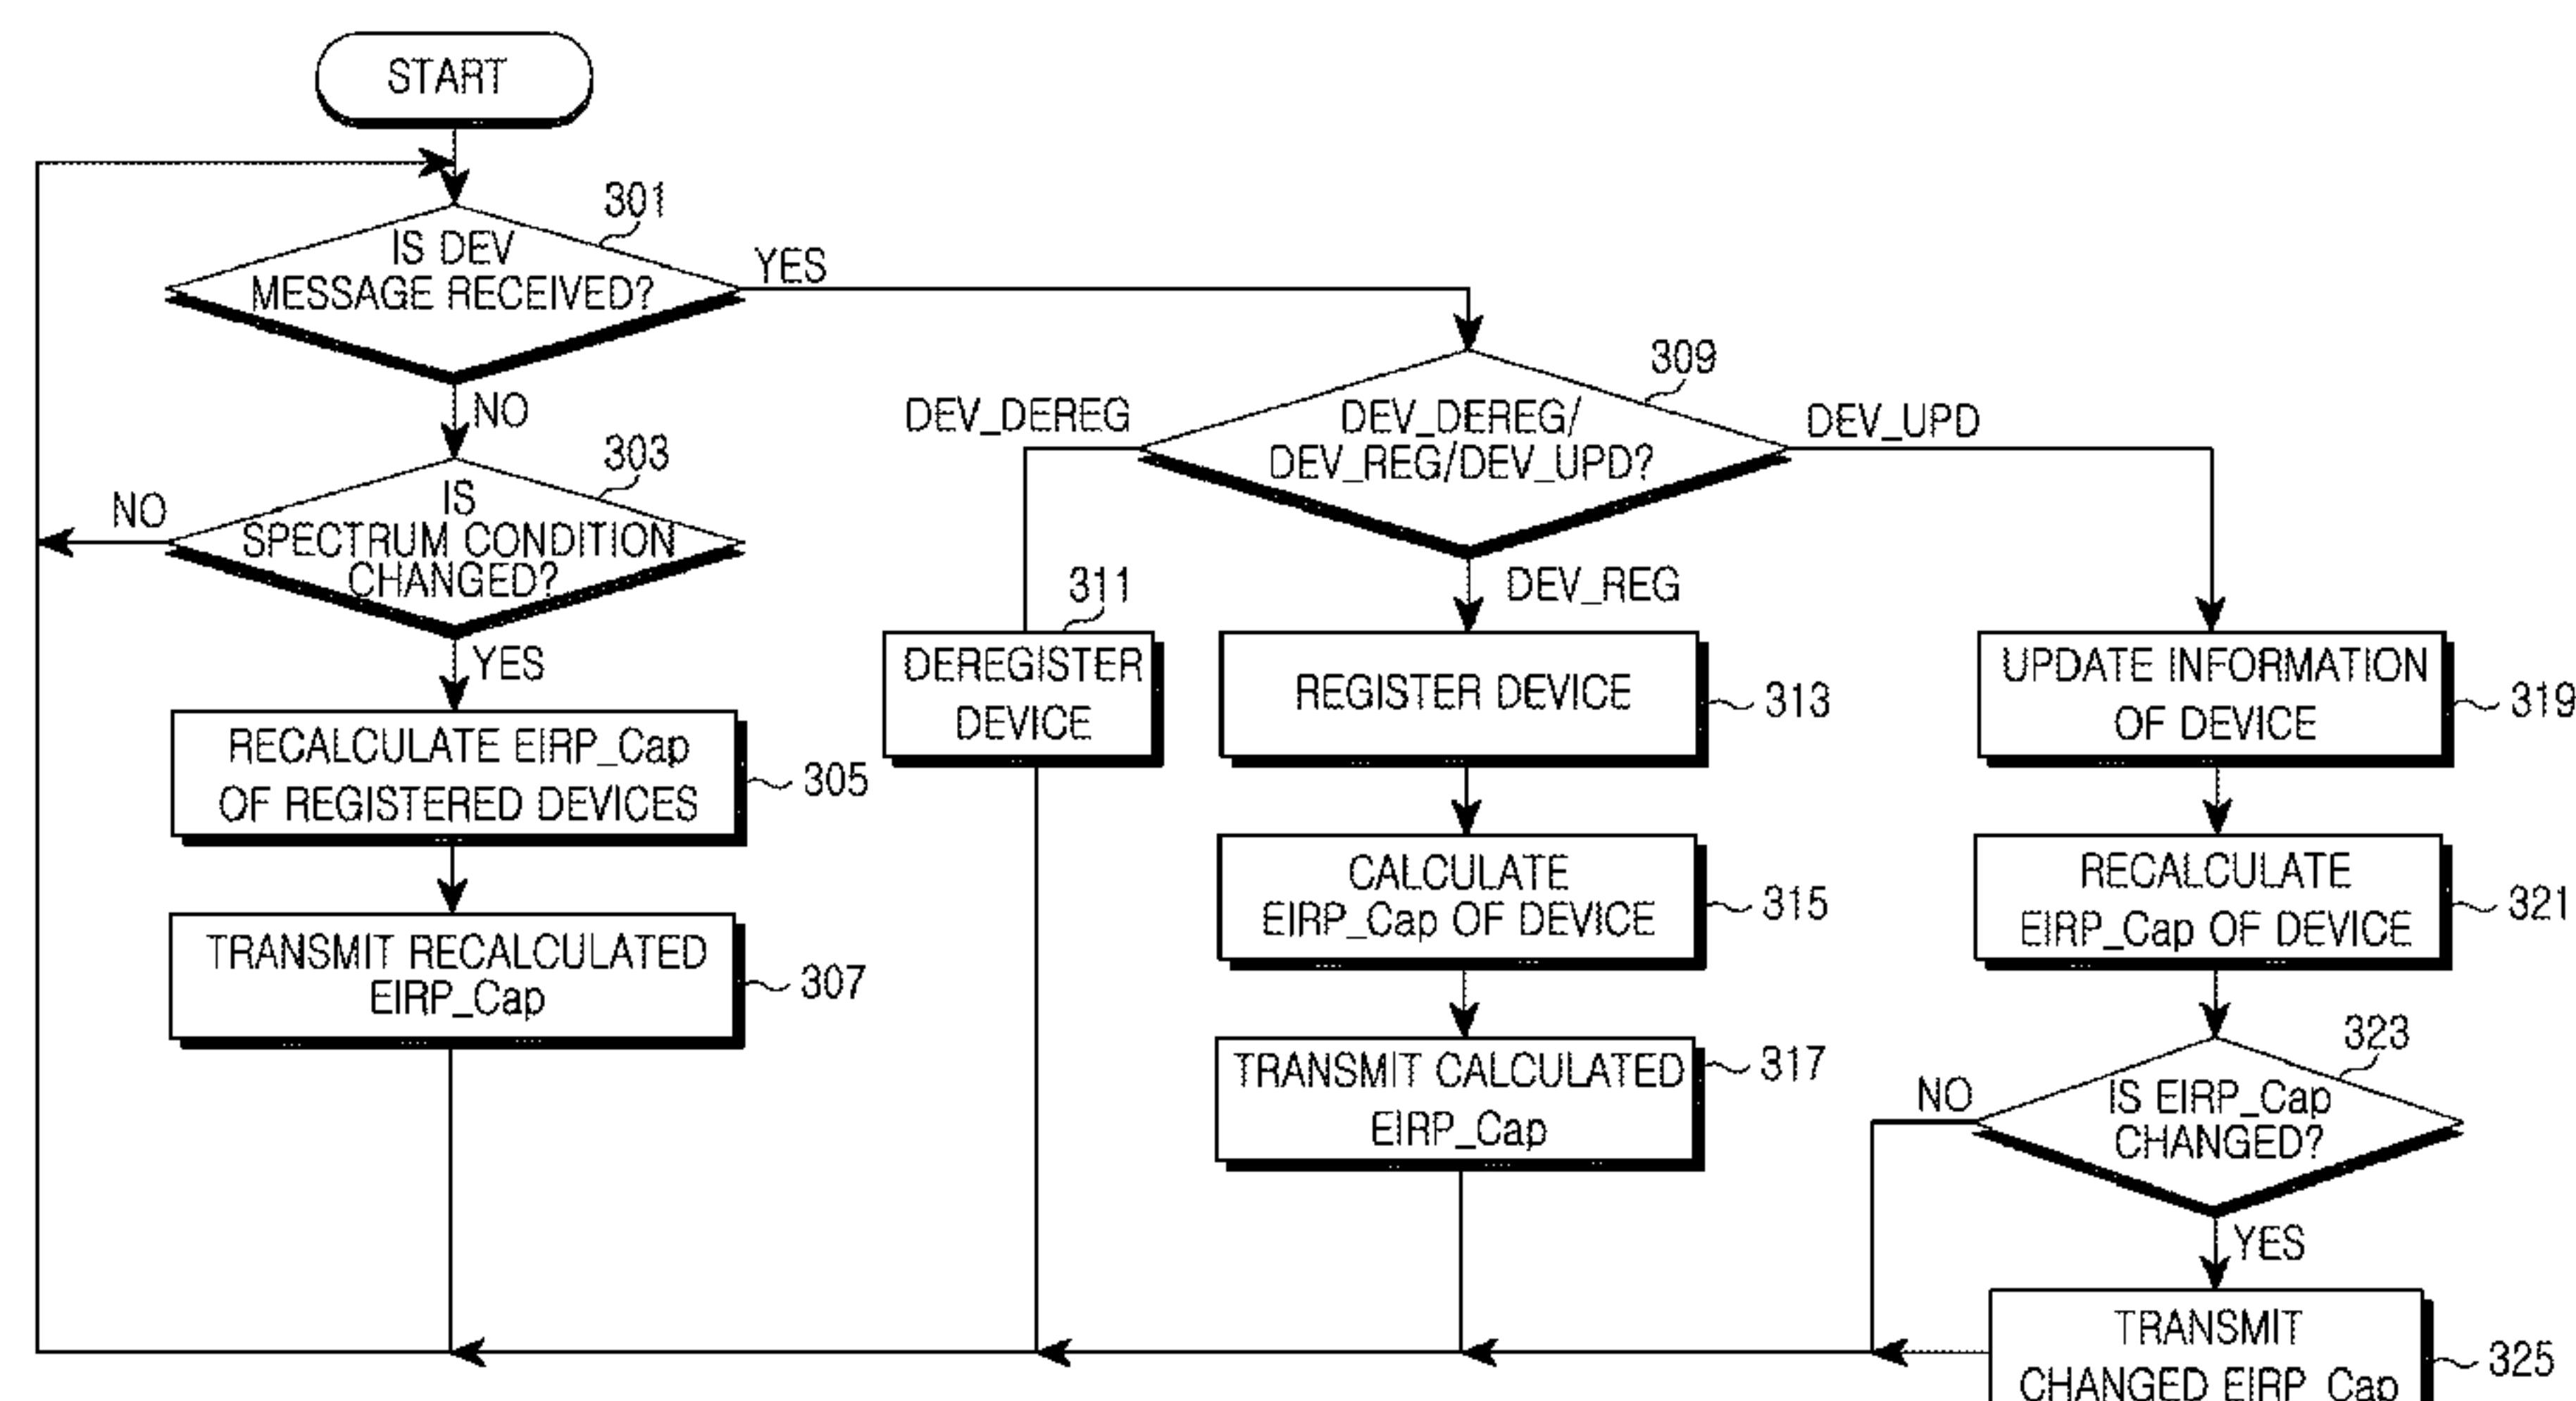 START
301
IS DEV
MESSAGE RECEIVED?
YES
NO
303
IS
SPECTRUM CONDITION
CHANGED?
NO
YES
RECALCULATE EIRP_Cap
OF REGISTERED DEVICES
305
TRANSMIT RECALCULATED
EIRP_Cap
307
309
DEV_DEREG/
DEV_REG/DEV_UPD?
DEV_DEREG
DEV_REG
DEV_UPD
311
DEREGISTER
DEVICE
REGISTER DEVICE
313
CALCULATE
EIRP_Cap OF DEVICE
315
TRANSMIT CALCULATED
EIRP_Cap
317
UPDATE INFORMATION
OF DEVICE
319
RECALCULATE
EIRP_Cap OF DEVICE
321
323
IS EIRP_Cap
CHANGED?
NO
YES
TRANSMIT
CHANGED EIRP_Cap
325